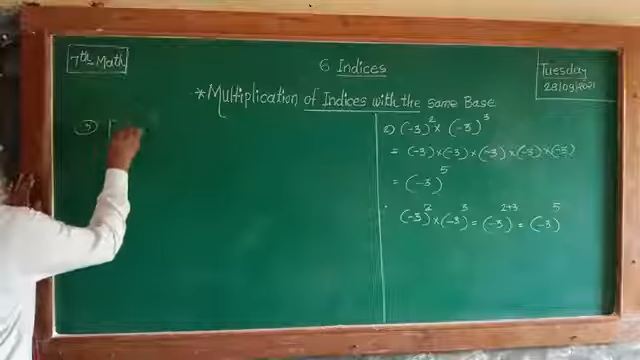 7th Math
6 Indices
Tuesday
28/09/2021
*Multiplication of Indices with the same Base
2) (-3)² × (-3)³
= (-3)×(-3)×(-3)×(-3)×(-3)
= (-3)⁵
(-3)² × (-3)³ = (-3)²⁺³ = (-3)⁵